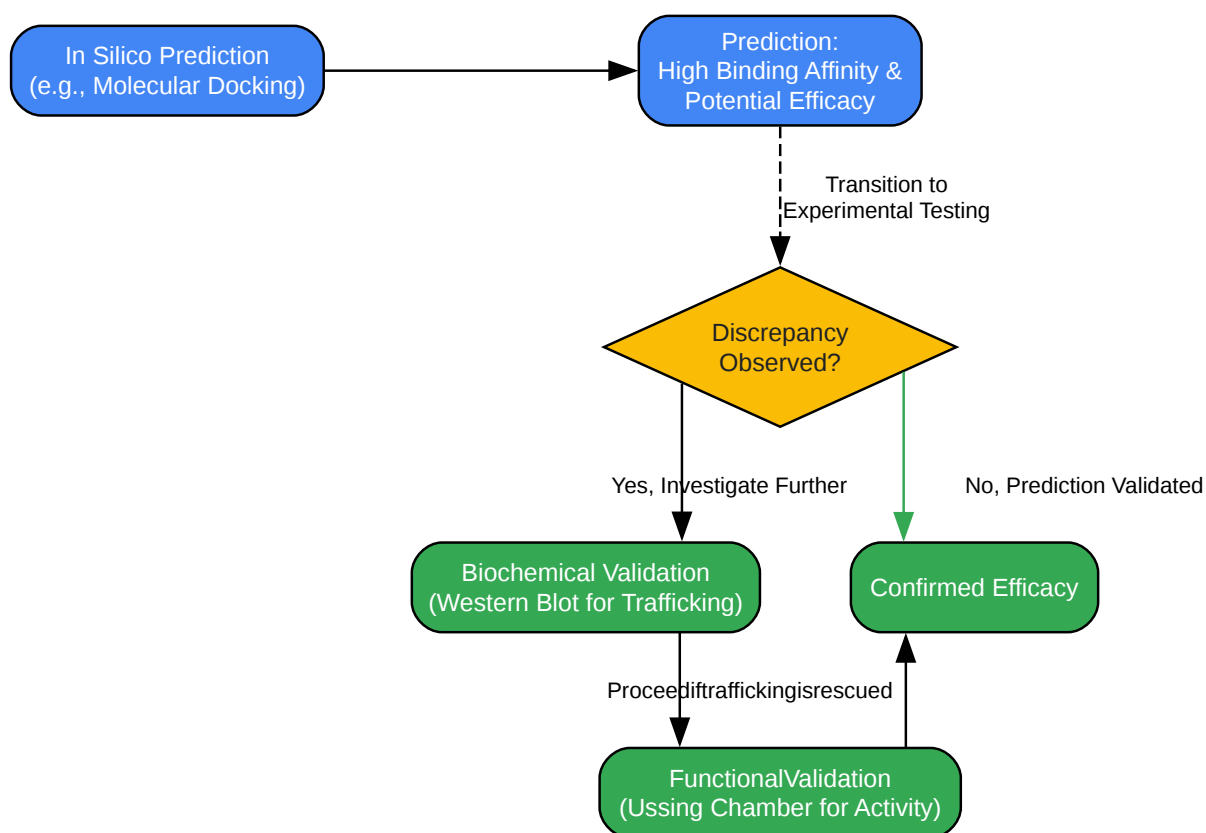 In Silico Prediction
(e.g., Molecular Docking)
Prediction:
High Binding Affinity &
Potential Efficacy
Transition to
Experimental Testing
Discrepancy
Observed?
Yes, Investigate Further
No, Prediction Validated
Biochemical Validation
(Western Blot for Trafficking)
Confirmed Efficacy
Proceediftraffickingisrescued
FunctionalValidation
(Ussing Chamber for Activity)